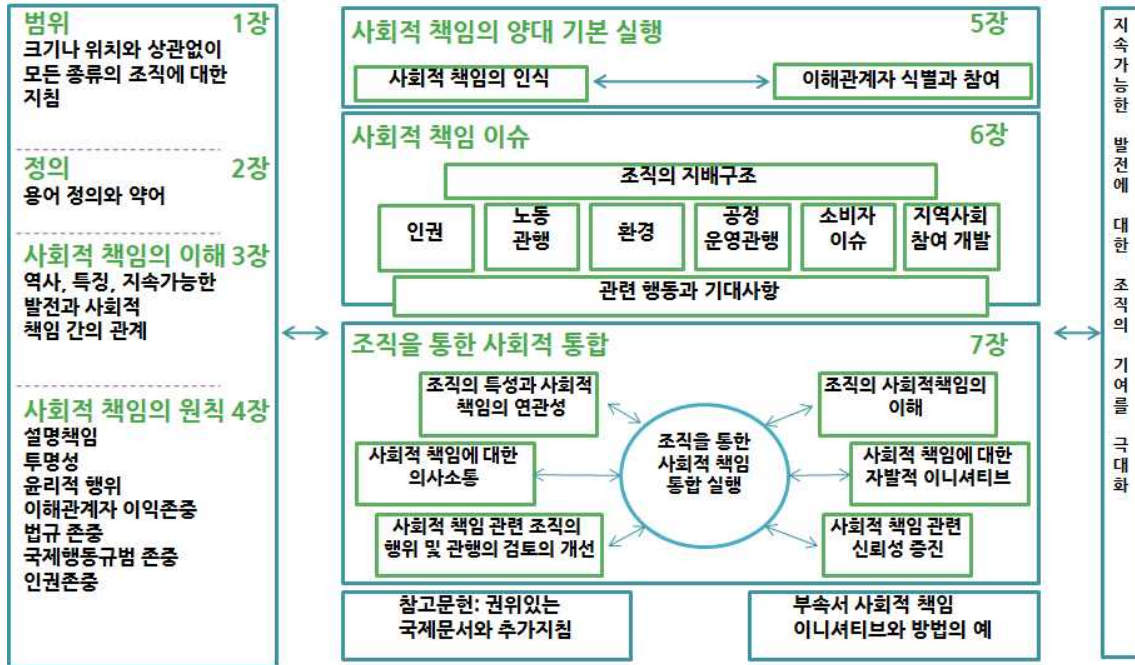 범위 1장
크기나 위치와 상관없이
모든 종류의 조직에 대한
지침
정의 2장
용어 정의와 약어
사회적 책임의 이해 3장
역사, 특징, 지속가능한
발전과 사회적
책임 간의 관계
사회적 책임의 원칙 4장
설명책임
투명성
윤리적 행위
이해관계자 이익존중
법규 존중
국제행동규범 존중
인권존중
사회적 책임의 양대 기본 실행 5장
사회적 책임의 인식
이해관계자 식별과 참여
사회적 책임 이슈 6장
조직의 지배구조
인권
노동
관행
환경
공정
운영관행
소비자
이슈
지역사회
참여 개발
관련 행동과 기대사항
조직을 통한 사회적 통합 7장
조직의 특성과 사회적
책임의 연관성
조직의 사회적책임의
이해
사회적 책임에 대한
의사소통
조직을 통한
사회적 책임
통합 실행
사회적 책임에 대한
자발적 이니셔티브
사회적 책임 관련 조직의
행위 및 관행의 검토의 개선
사회적 책임 관련
신뢰성 증진
참고문헌: 권위있는
국제문서와 추가지침
부속서 사회적 책임
이니셔티브와 방법의 예
지속가능한 발전에 대한 조직의 기여를 극대화